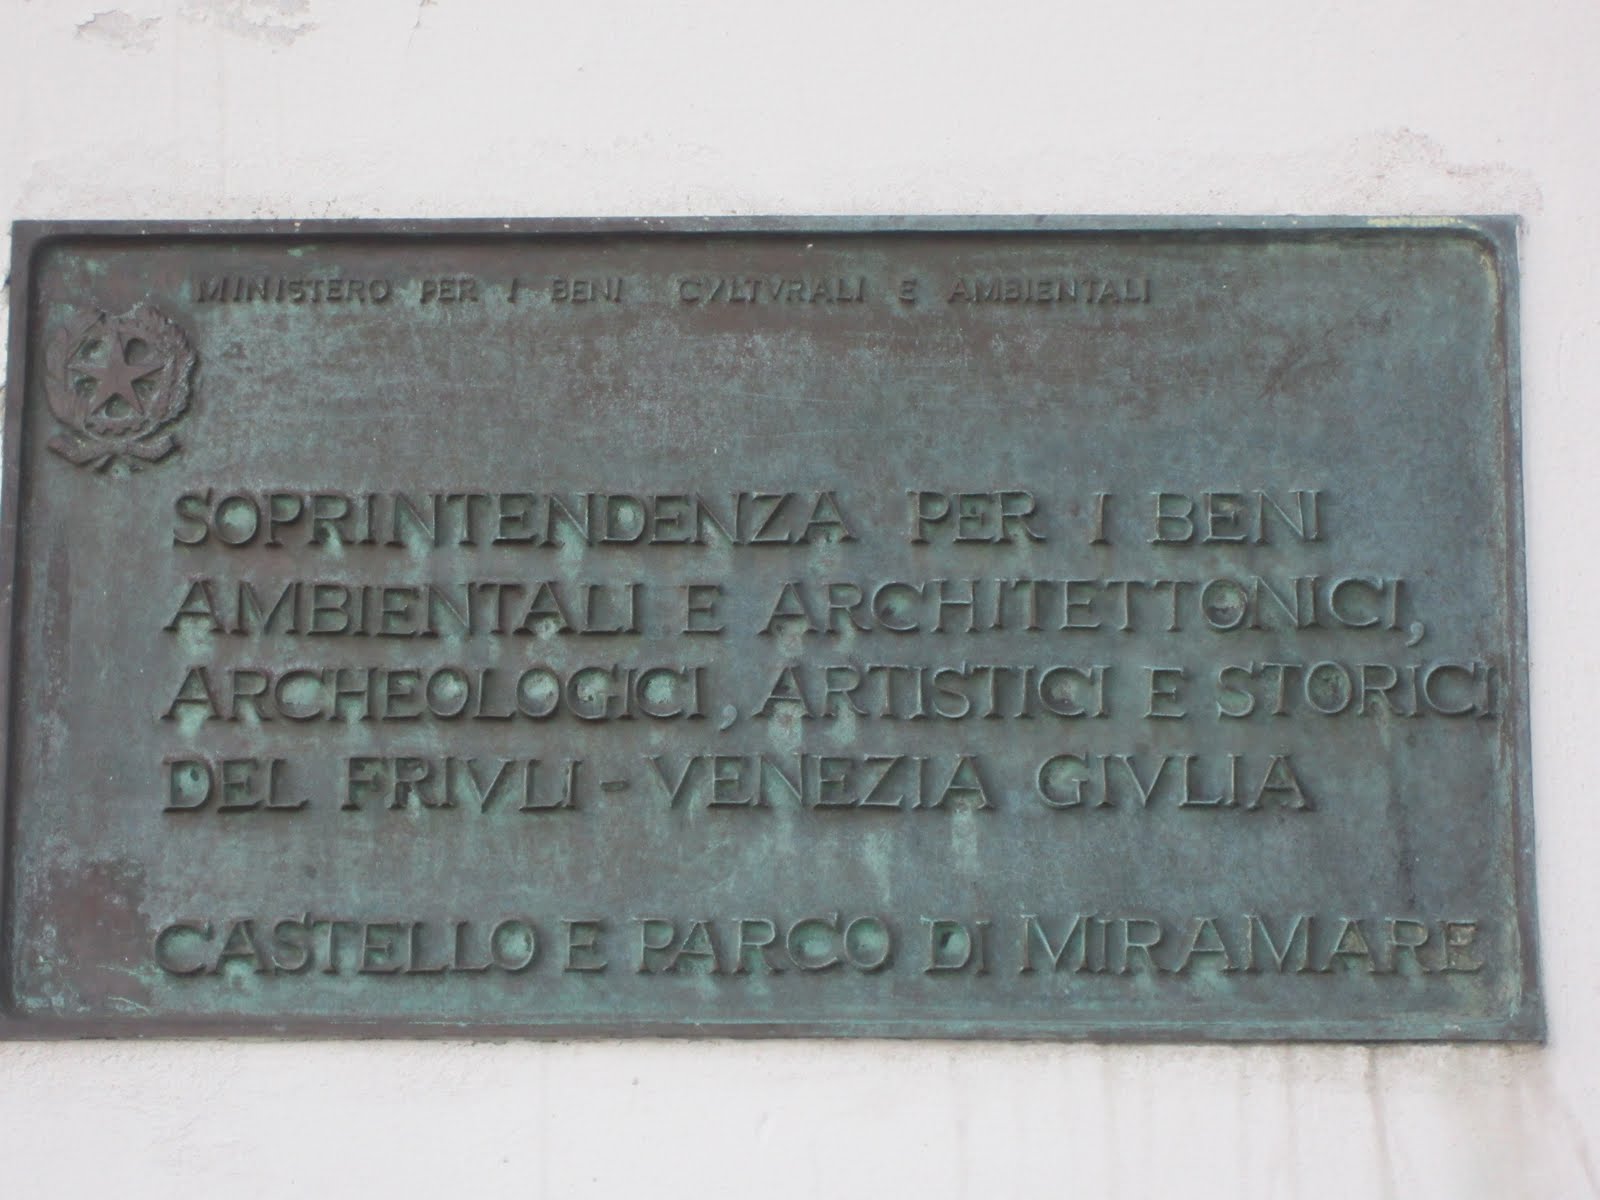 MINISTERO PER I BENI CVLTVRALI E AMBIENTALI
SOPRINTENDENZA PER I BENI
AMBIENTALI E ARCHITETTONICI,
ARCHEOLOGICI, ARTISTICI E STORICI
DEL FRIVLI-VENEZIA GIVLIA
CASTELLO E PARCO DI MIRAMARE